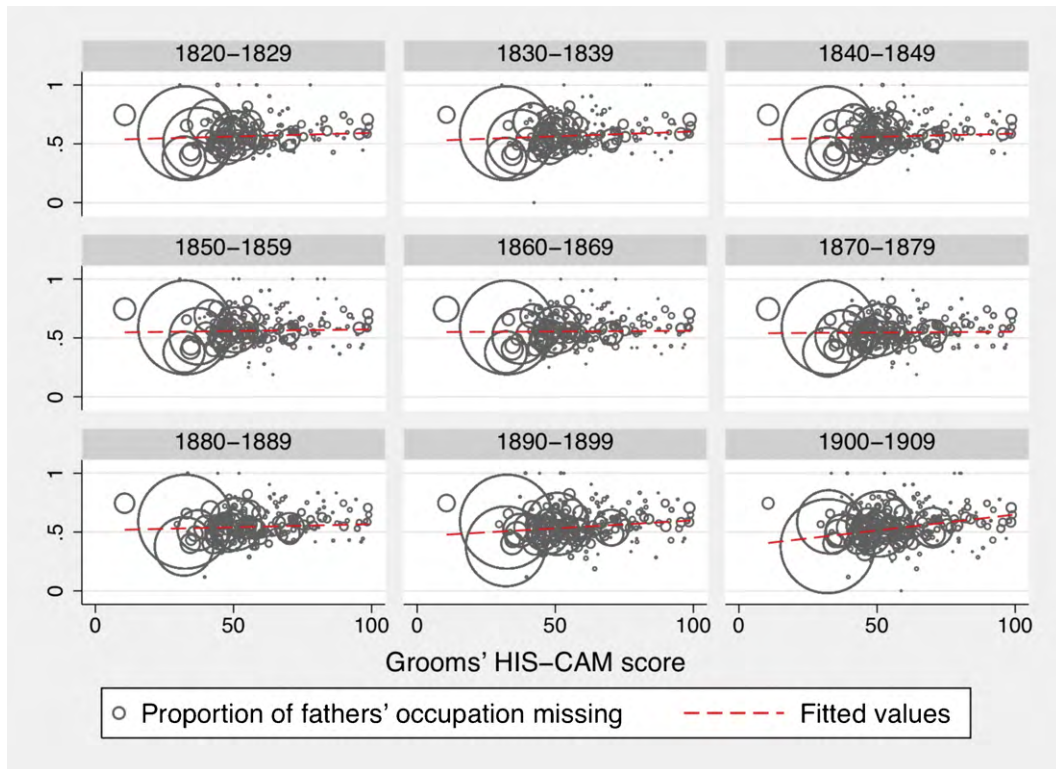 1820−1829 1830−1839 1840−1849
0 .5 1
1850−1859 1860−1869 1870−1879
0 .5 1
1880−1889 1890−1899 1900−1909
0 .5 1
0 50 100 0 50 100 0 50 100
Grooms' HIS−CAM score
Proportion of fathers' occupation missing Fitted values